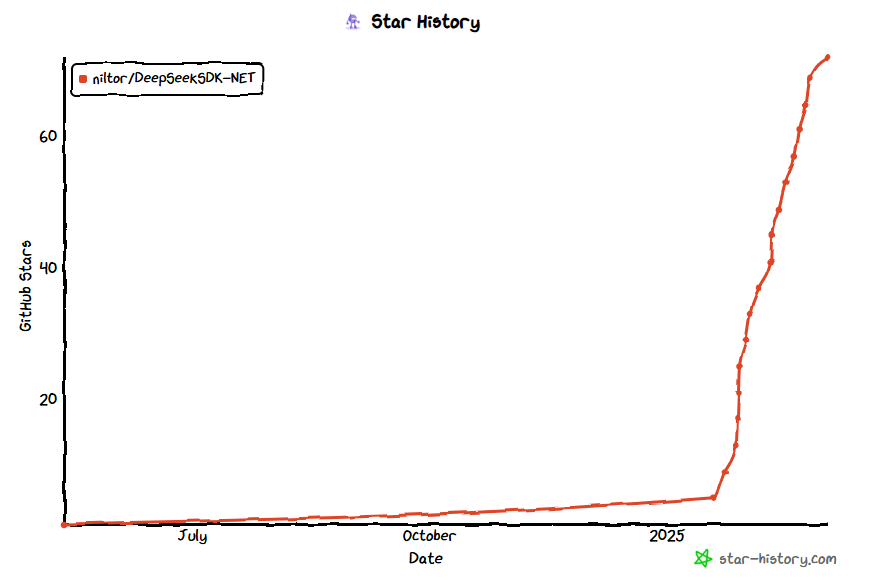 Star History
niltor/DeepSeekSDK-NET
60
40
20
GitHub Stars
July
October
2025
Date
star-history.com